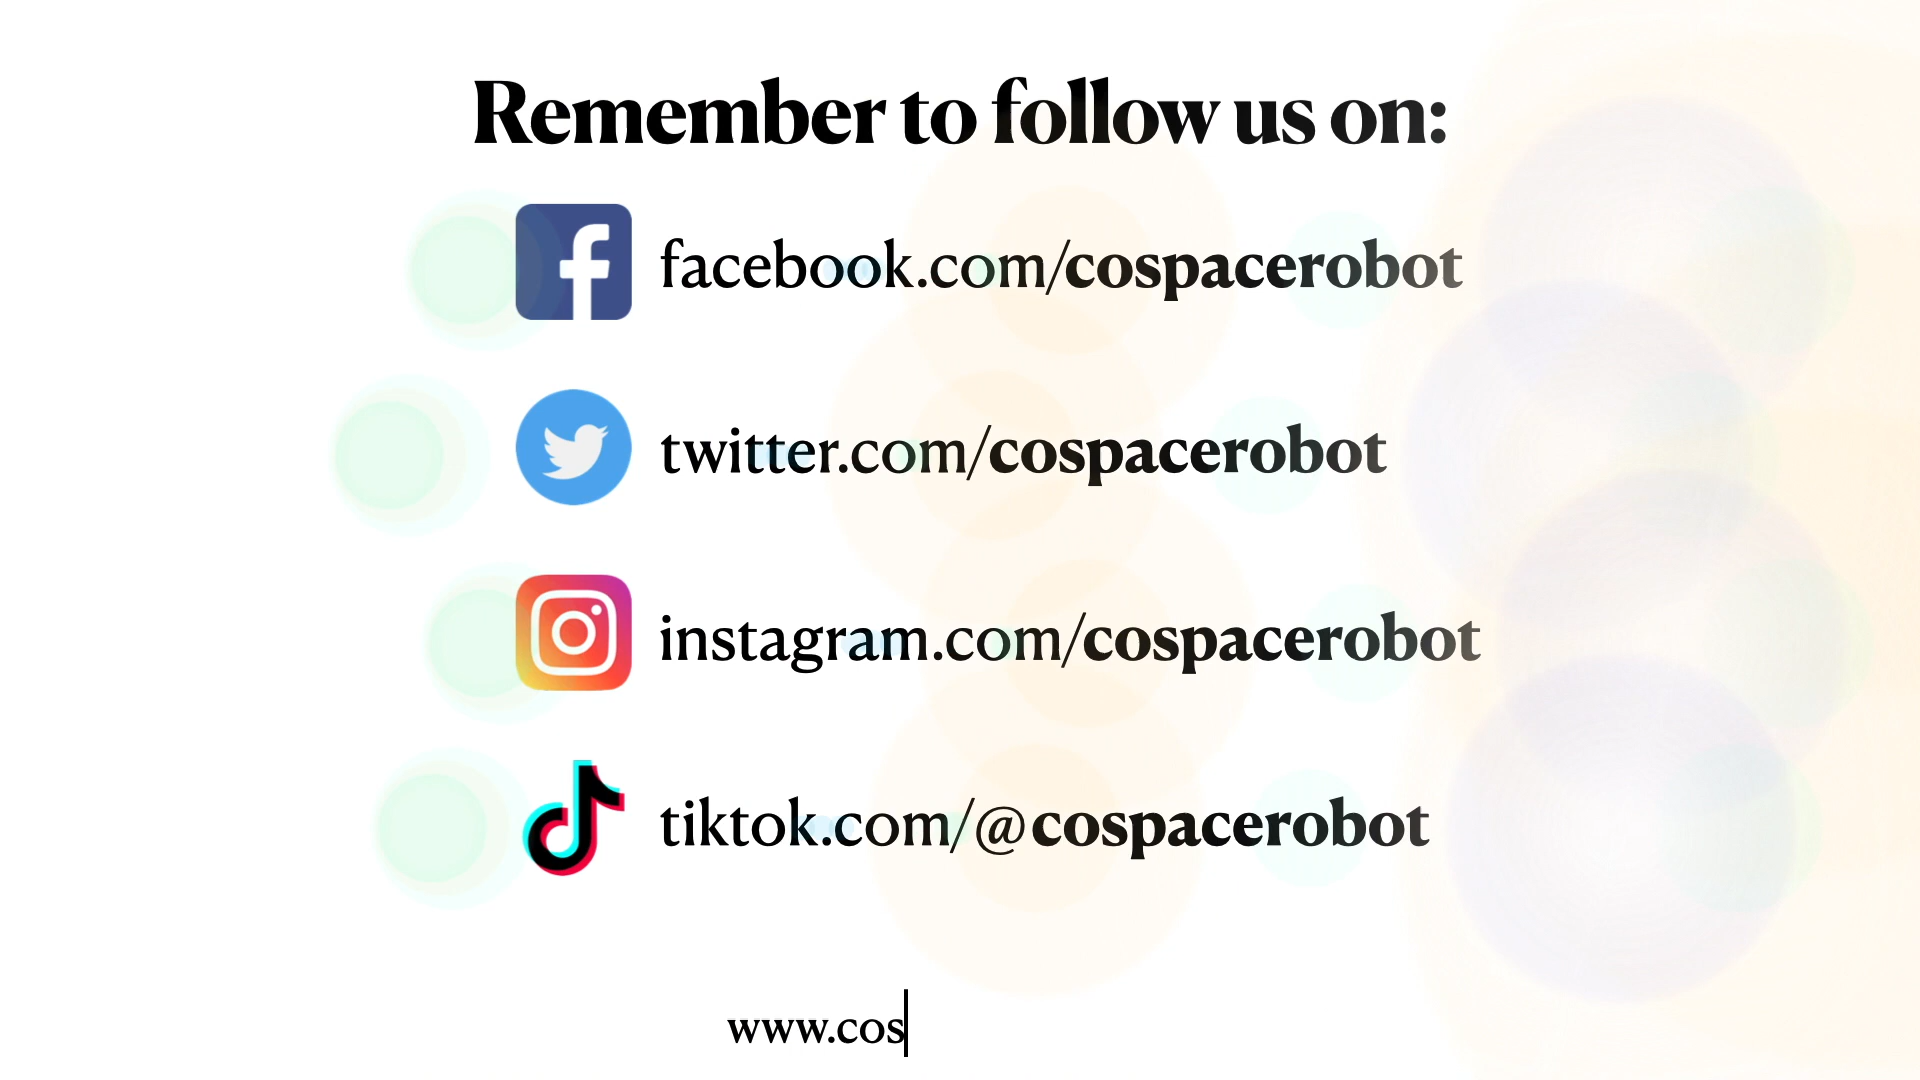 Remember to follow us on:
facebook.com/cospacerobot
twitter.com/cospacerobot
instagram.com/cospacerobot
tiktok.com/@cospacerobot
www.cos